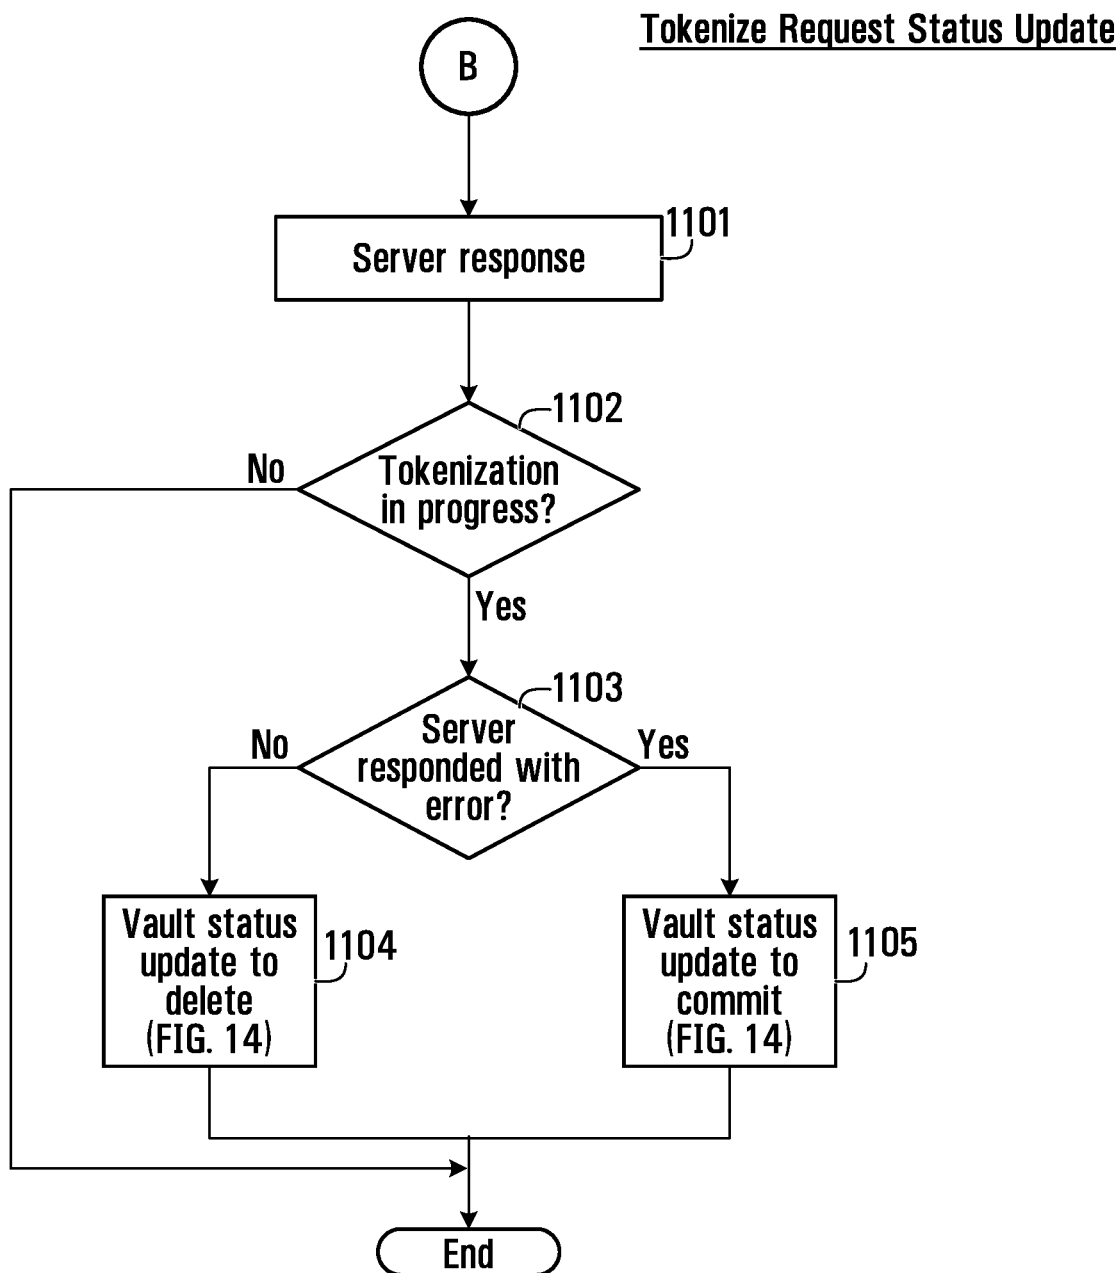 Tokenize Request Status Update
B
1101
Server response
1102
No
Tokenization
in progress?
Yes
1103
No
Server
responded with
error?
Yes
Vault status
update to
delete
(FIG. 14)
1104
Vault status
update to
commit
(FIG. 14)
1105
End